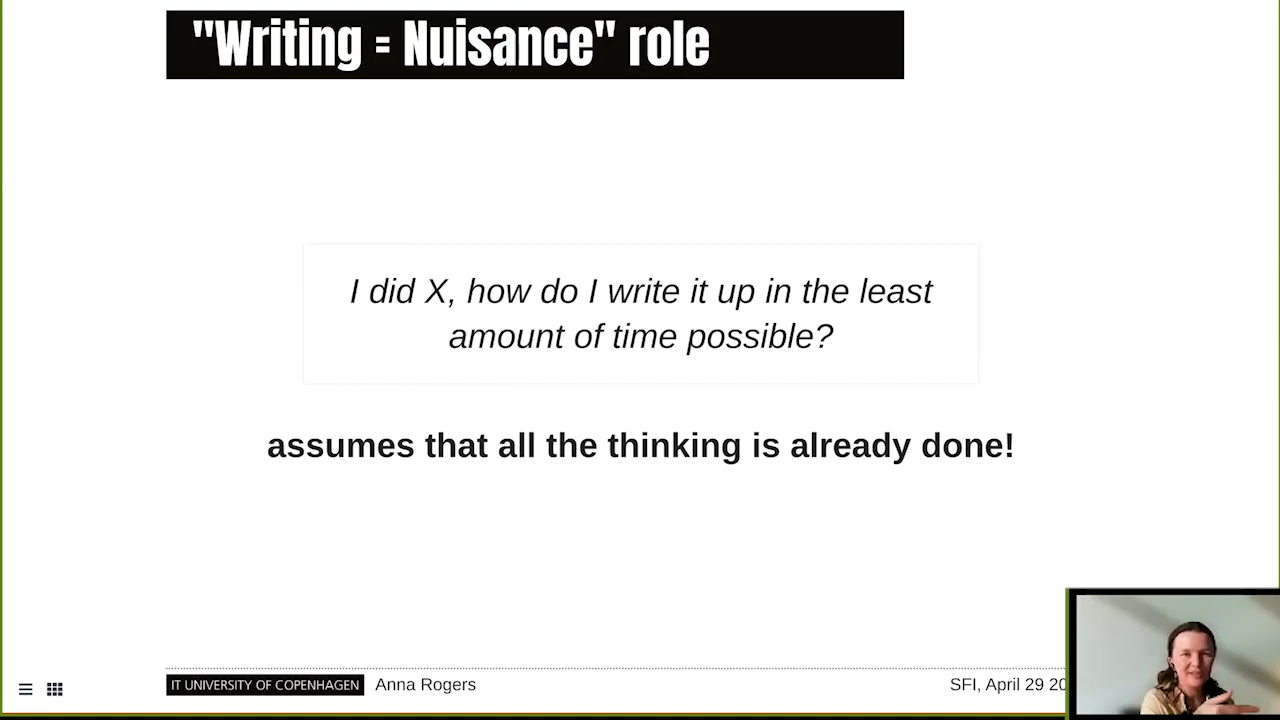 "Writing = Nuisance" role
I did X, how do I write it up in the least
amount of time possible?
assumes that all the thinking is already done!
IT UNIVERSITY OF COPENHAGEN Anna Rogers
SFI, April 29